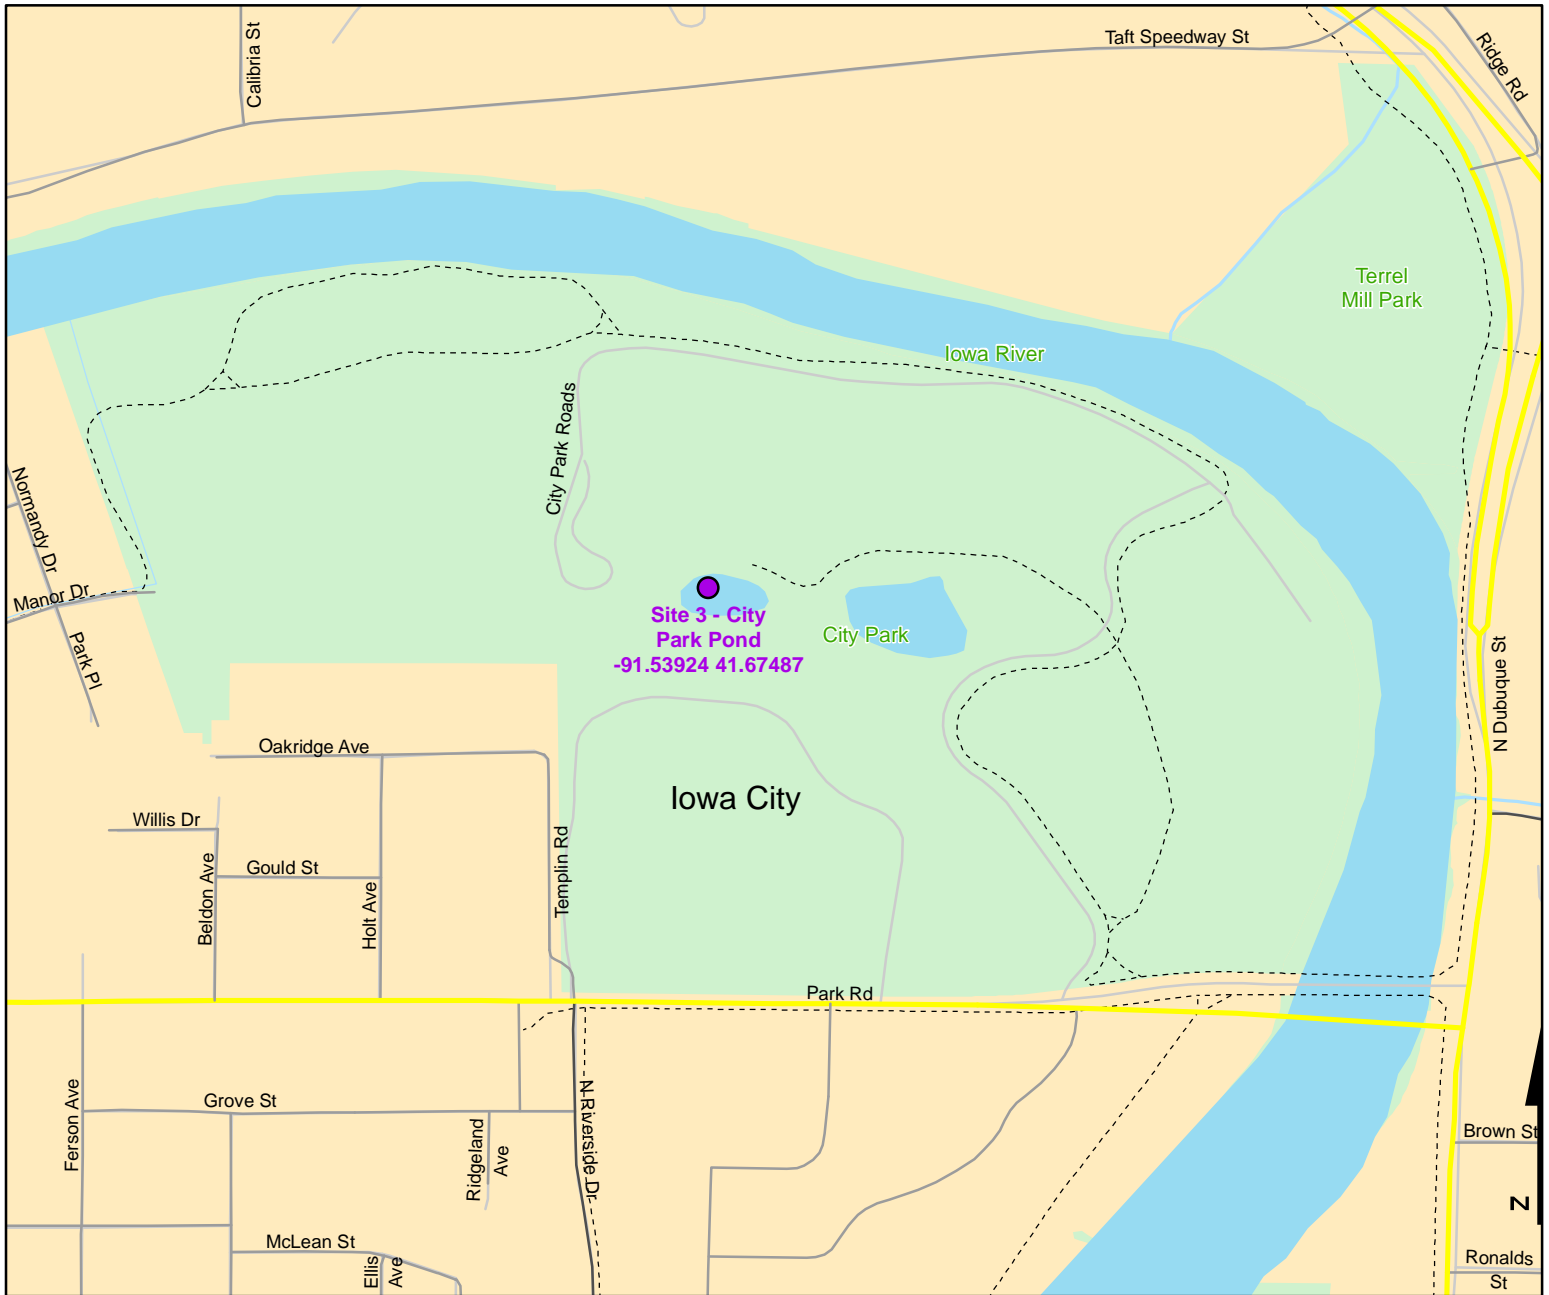 Calibria St
Taft Speedway St
Ridge Rd
Terrel
Mill Park
Iowa River
City Park Roads
Normandy Dr
Manor Dr
Park Pl
Site 3 - City
Park Pond
-91.53924 41.67487
City Park
N Dubuque St
Oakridge Ave
Iowa City
Willis Dr
Gould St
Beldon Ave
Holt Ave
Templin Rd
Park Rd
Ferson Ave
Grove St
Ridgeland
Ave
N Riverside Dr
Brown St
N
McLean St
Ellis
Ave
Ronalds
St